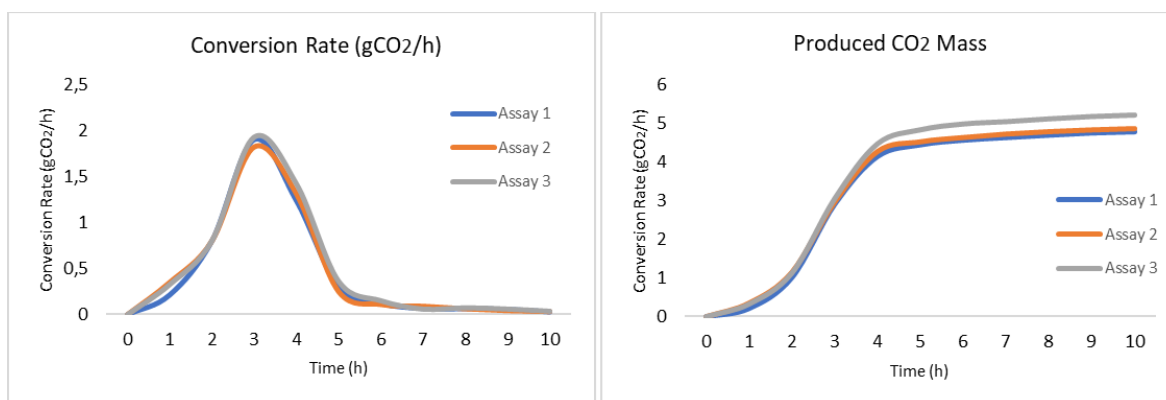 Conversion Rate (gCO2/h)
Conversion Rate (gCO2/h)
2,5
2
1,5
1
0,5
0
Assay 1
Assay 2
Assay 3
0 1 2 3 4 5 6 7 8 9 10
Time (h)
Produced CO2 Mass
Conversion Rate (gCO2/h)
6
5
4
3
2
1
0
Assay 1
Assay 2
Assay 3
0 1 2 3 4 5 6 7 8 9 10
Time (h)